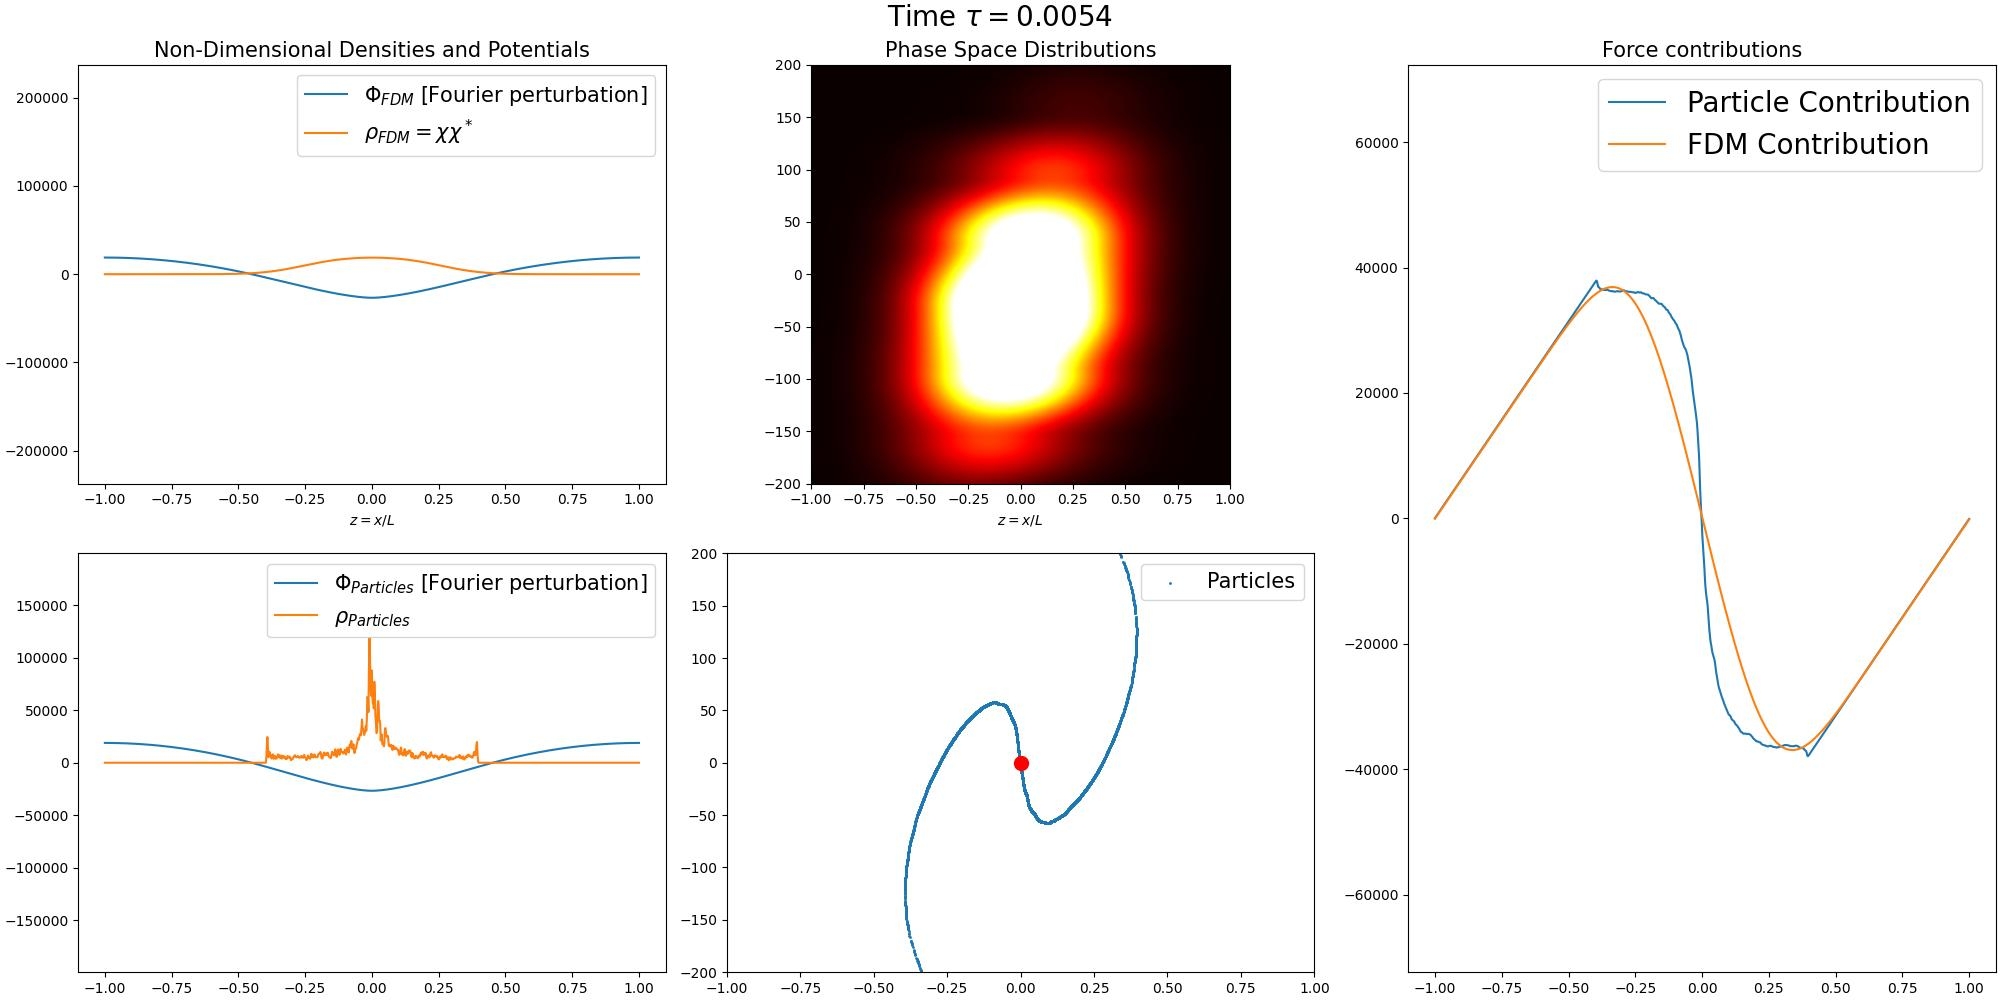 Time τ = 0.0054
Non-Dimensional Densities and Potentials
Φ_FDM [Fourier perturbation]
ρ_FDM = χχ*
200000
100000
0
−100000
−200000
−1.00 −0.75 −0.50 −0.25 0.00 0.25 0.50 0.75 1.00
z = x/L
Phase Space Distributions
200
150
100
50
0
−50
−100
−150
−200
−1.00 −0.75 −0.50 −0.25 0.00 0.25 0.50 0.75 1.00
z = x/L
Force contributions
Particle Contribution
FDM Contribution
60000
40000
20000
0
−20000
−40000
−60000
−1.00 −0.75 −0.50 −0.25 0.00 0.25 0.50 0.75 1.00
Φ_Particles [Fourier perturbation]
ρ_Particles
150000
100000
50000
0
−50000
−100000
−150000
−1.00 −0.75 −0.50 −0.25 0.00 0.25 0.50 0.75 1.00
Particles
200
150
100
50
0
−50
−100
−150
−200
−1.00 −0.75 −0.50 −0.25 0.00 0.25 0.50 0.75 1.00